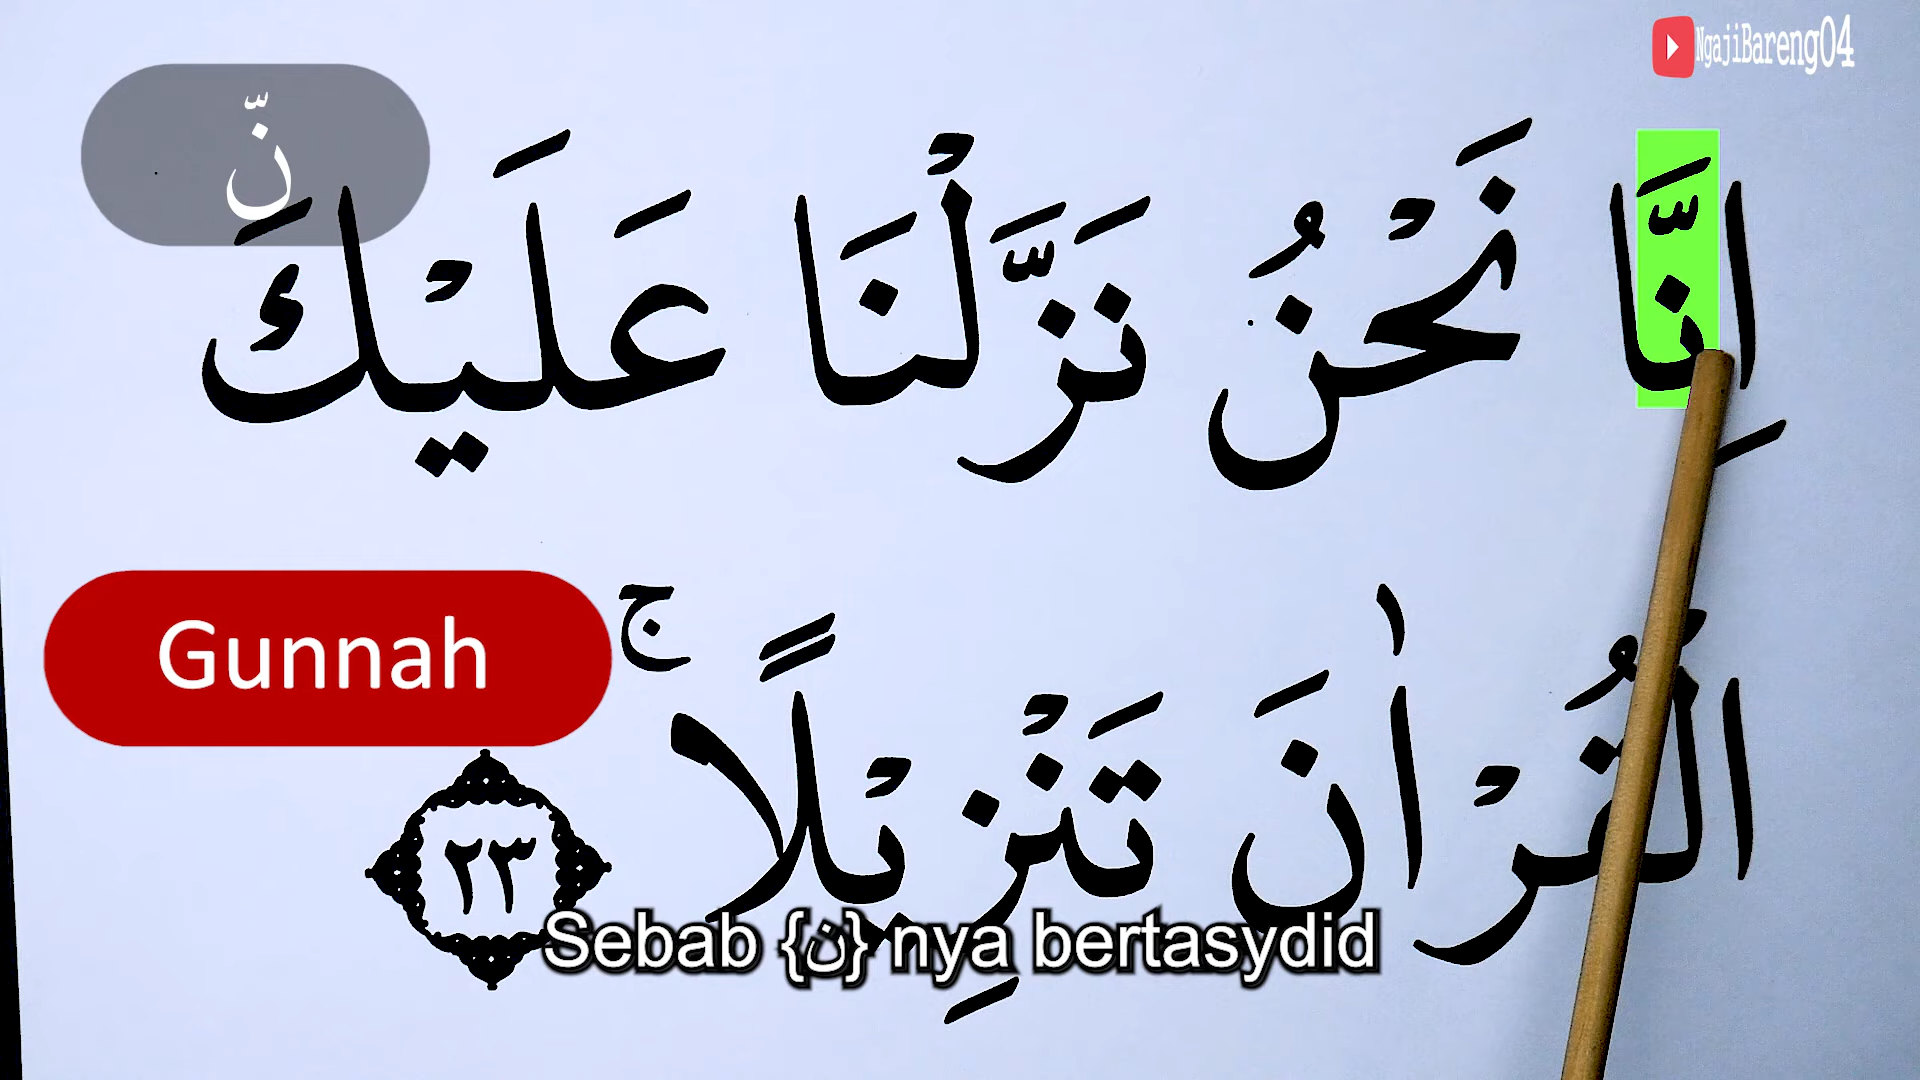 NgajiBareng04
نّ
اِنَّا نَحْنُ نَزَّلْنَا عَلَيْكَ
Gunnah
الْقُرْاٰنَ تَنْزِيْلًاۚ ٢٣
Sebab {ن} nya bertasydid